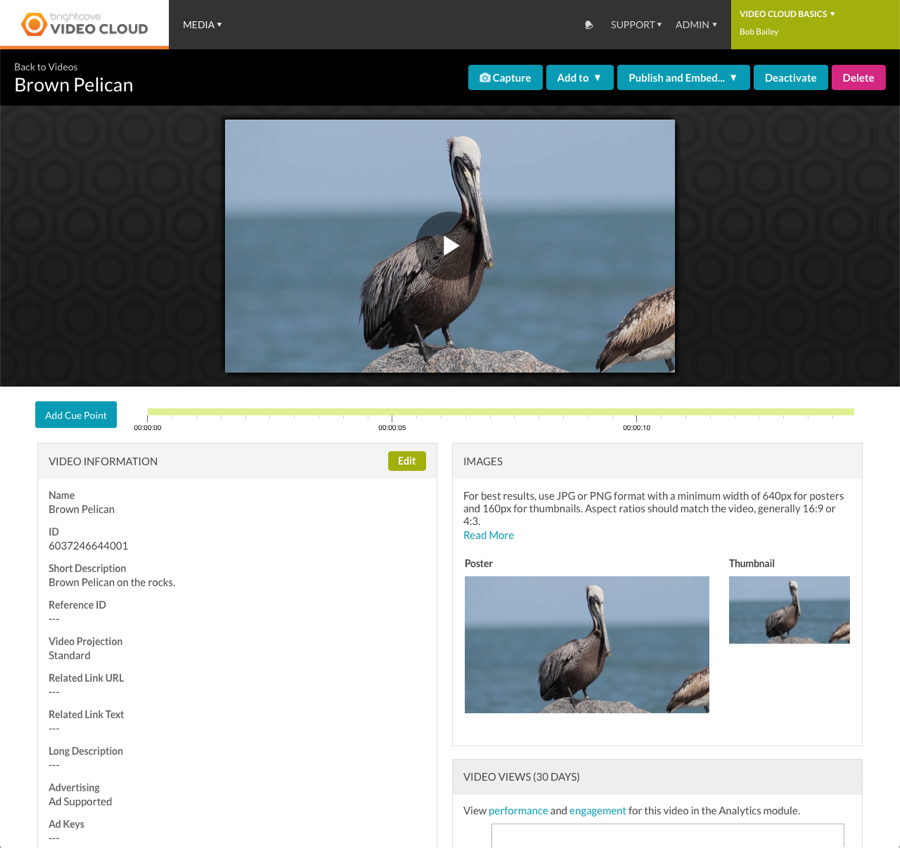 brightcove
VIDEO CLOUD
MEDIA ▾
SUPPORT ▾
ADMIN ▾
VIDEO CLOUD BASICS ▾
Bob Bailey
Back to Videos
Brown Pelican
Capture
Add to ▼
Publish and Embed... ▼
Deactivate
Delete
Add Cue Point
00:00:00
00:00:05
00:00:10
VIDEO INFORMATION
Edit
Name
Brown Pelican
ID
6037246644001
Short Description
Brown Pelican on the rocks.
Reference ID
---
Video Projection
Standard
Related Link URL
---
Related Link Text
---
Long Description
---
Advertising
Ad Supported
Ad Keys
---
IMAGES
For best results, use JPG or PNG format with a minimum width of 640px for posters
and 160px for thumbnails. Aspect ratios should match the video, generally 16:9 or
4:3.
Read More
Poster
Thumbnail
VIDEO VIEWS (30 DAYS)
View performance and engagement for this video in the Analytics module.